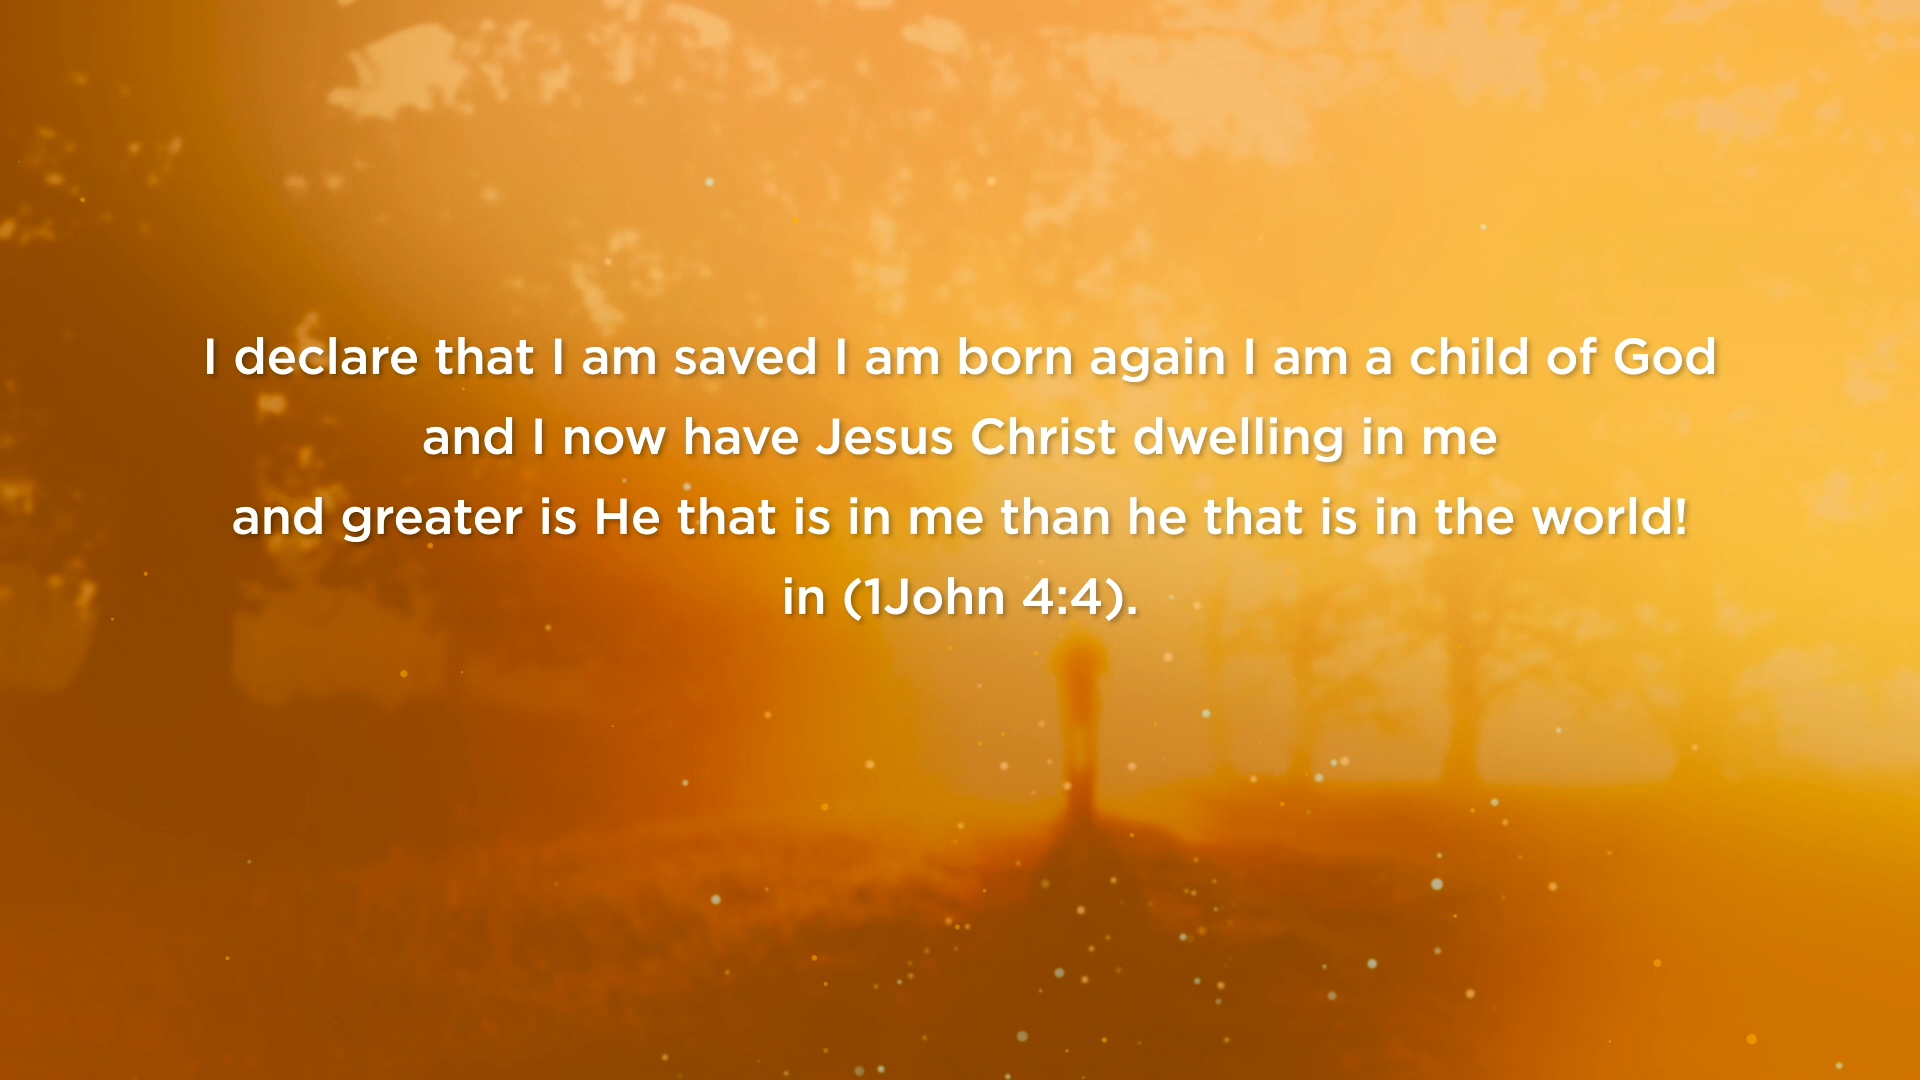 I declare that I am saved I am born again I am a child of God
and I now have Jesus Christ dwelling in me
and greater is He that is in me than he that is in the world!
in (1John 4:4).